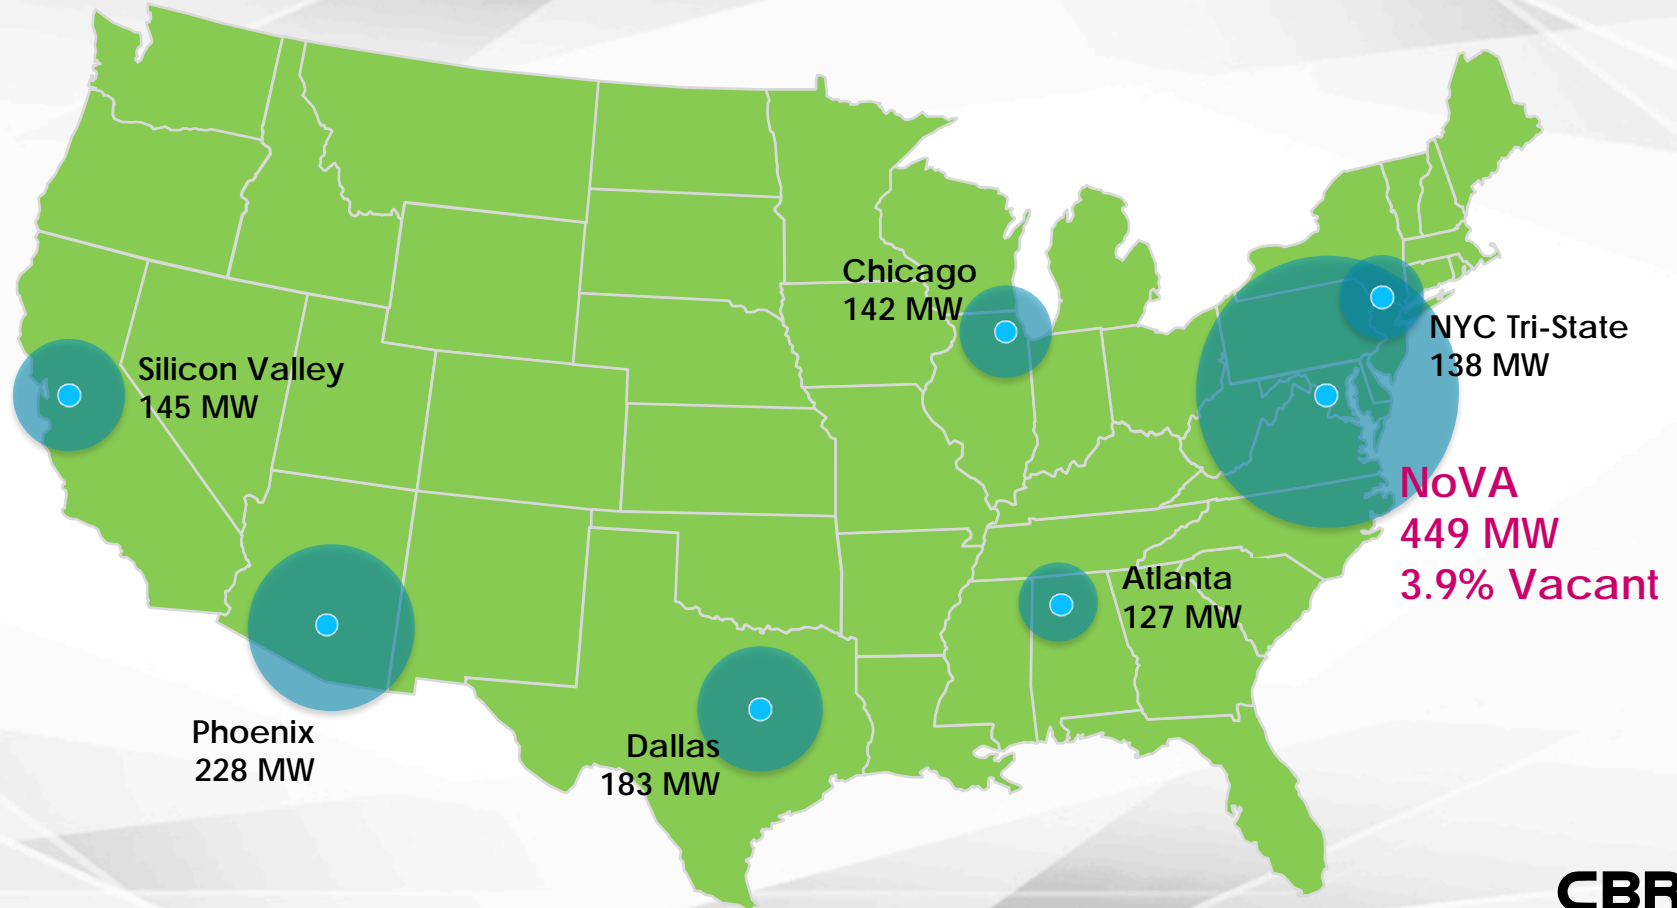 Chicago
142 MW
NYC Tri-State
138 MW
Silicon Valley
145 MW
NoVA
449 MW
3.9% Vacant
Atlanta
127 MW
Phoenix
228 MW
Dallas
183 MW
CBR